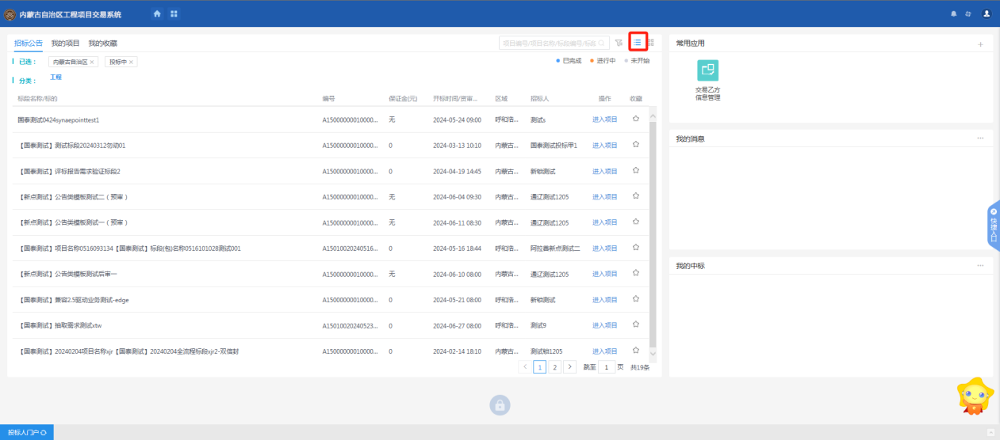 内蒙古自治区工程项目交易系统
招标公告 我的项目 我的收藏
项目编号/项目名称/标段编号/标段
已选： 内蒙古自治区 × 投标中 ×
已完成 进行中 未开始
分类： 工程
标段名称/标的 编号 保证金(元) 开标时间/资审... 区域 招标人 操作 收藏
国泰测试0424synaepointtest1 A15000000010000... 无 2024-05-24 09:00 呼和浩... 测试s 进入项目
【国泰测试】测试标段20240312勿动01 A15000000010000... 0 2024-03-13 10:10 内蒙古... 国泰测试投标甲1 进入项目
【国泰测试】评标报告需求验证标段2 A15000000010000... 0 2024-04-19 14:45 内蒙古... 新锁测试 进入项目
【新点测试】公告类模板测试二（预审） A15000000010000... 无 2024-06-04 09:30 内蒙古... 通辽测试1205 进入项目
【新点测试】公告类模板测试一（预审） A15000000010000... 无 2024-06-11 08:30 内蒙古... 通辽测试1205 进入项目
【国泰测试】项目名称0516093134【国泰测试】标段(包)名称0516101028测试001 A15010020240516... 0 2024-05-16 18:44 呼和浩... 阿拉善新点测试二 进入项目
【新点测试】公告类模板测试后审一 A15000000010000... 无 2024-06-10 08:00 内蒙古... 通辽测试1205 进入项目
【国泰测试】兼容2.5驱动业务测试-edge A15000000010000... 0 2024-05-21 08:00 呼和浩... 新锁测试 进入项目
【国泰测试】抽取需求测试xtw A15010020240523... 0 2024-06-27 08:00 呼和浩... 测试9 进入项目
【国泰测试】20240204项目名称xjr【国泰测试】20240204全流程标段xjr2-双信封 A15000000010000... 0 2024-02-14 18:10 内蒙古... 测试锁1205 进入项目
< 1 2 > 跳至 1 页 共19条
常用应用
交易乙方
信息管理
我的消息
我的中标
快捷入口
投标人门户